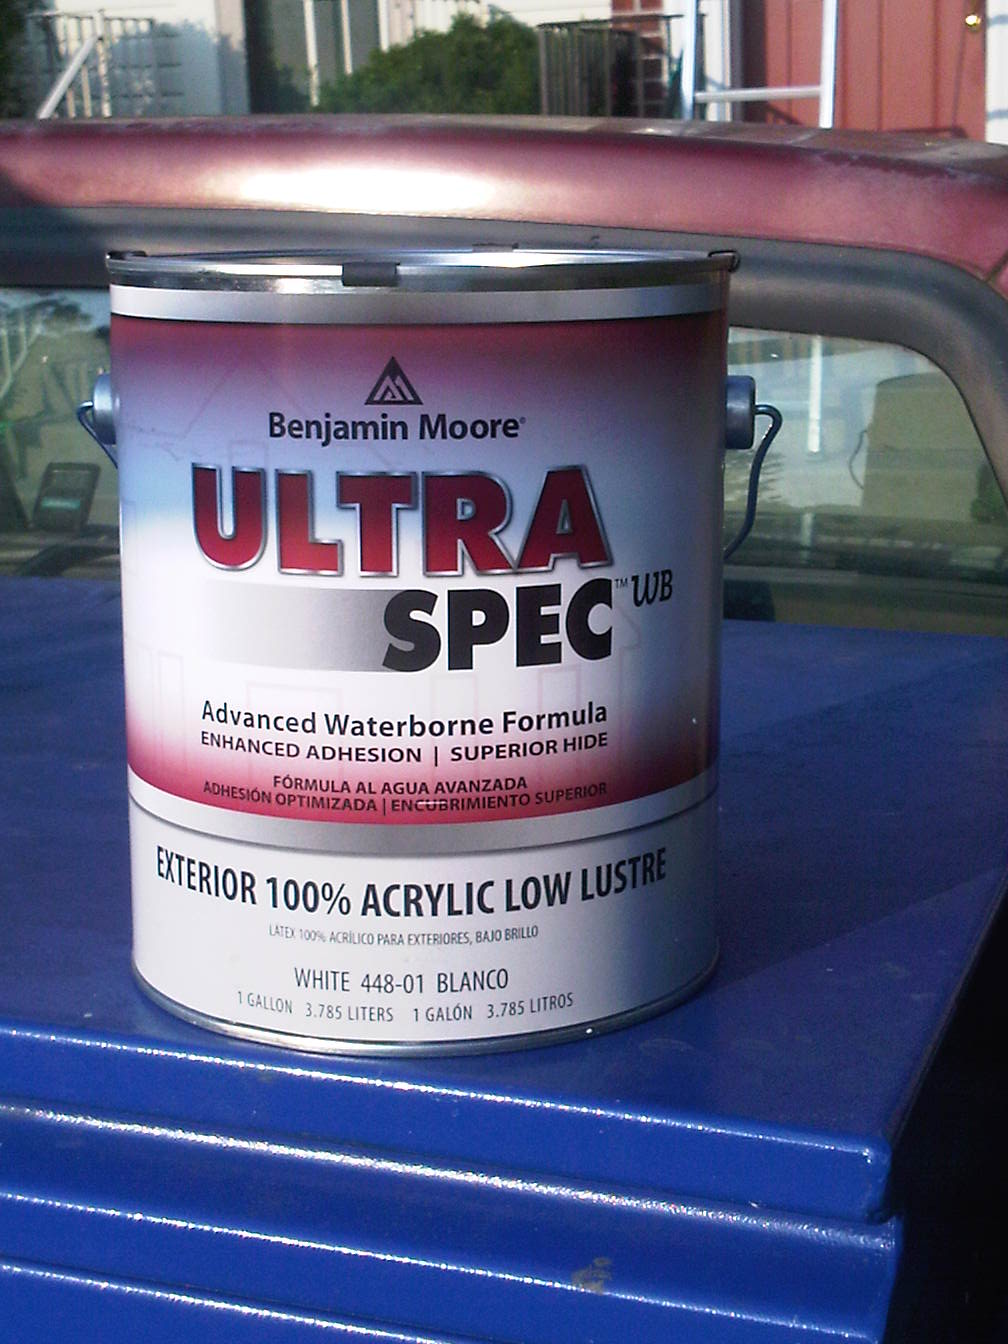 Benjamin Moore®
ULTRA
SPEC™ WB
Advanced Waterborne Formula
ENHANCED ADHESION | SUPERIOR HIDE
FÓRMULA AL AGUA AVANZADA
ADHESIÓN OPTIMIZADA | ENCUBRIMIENTO SUPERIOR
EXTERIOR 100% ACRYLIC LOW LUSTRE
LÁTEX 100% ACRÍLICO PARA EXTERIORES, BAJO BRILLO
WHITE 448-01 BLANCO
1 GALLON 3.785 LITERS 1 GALÓN 3.785 LITROS